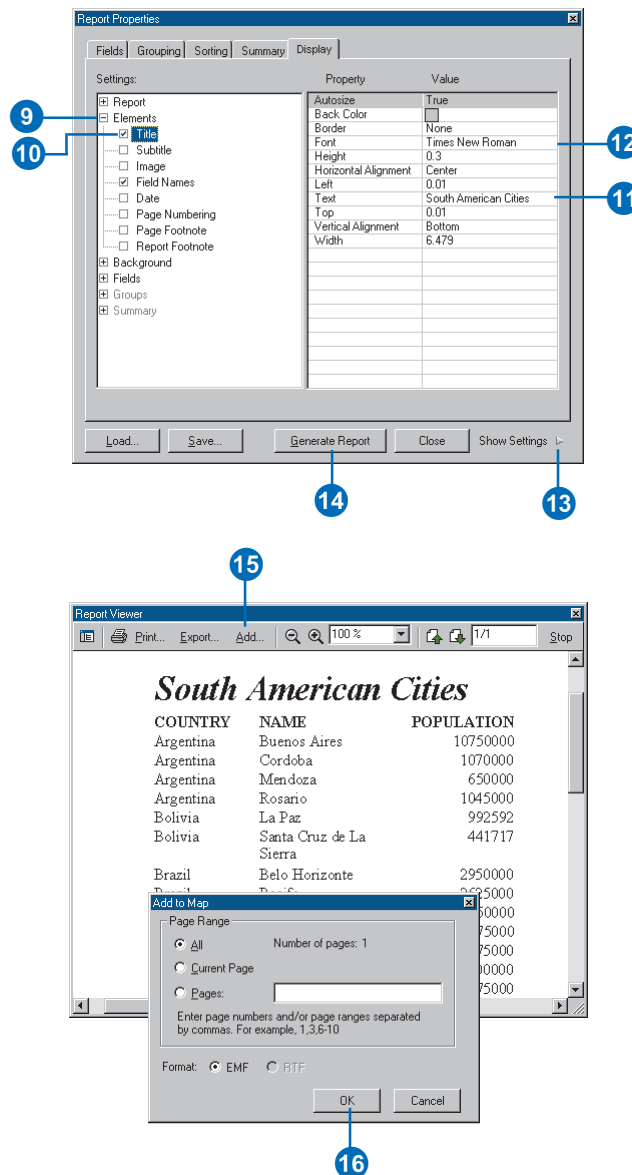 Report Properties
Fields Grouping Sorting Summary Display
Settings:
Property Value
Report
Elements
Title
Subtitle
Image
Field Names
Date
Page Numbering
Page Footnote
Report Footnote
Background
Fields
Groups
Summary
Autosize True
Back Color
Border None
Font Times New Roman
Height 0.3
Horizontal Alignment Center
Left 0.01
Text South American Cities
Top 0.01
Vertical Alignment Bottom
Width 6.479
9
10
12
11
Load... Save... Generate Report Close Show Settings
14
13
15
Report Viewer
Print... Export... Add... 100 % 1/1 Stop
South American Cities
COUNTRY NAME POPULATION
Argentina Buenos Aires 10750000
Argentina Cordoba 1070000
Argentina Mendoza 650000
Argentina Rosario 1045000
Bolivia La Paz 992592
Bolivia Santa Cruz de La 441717
Sierra
Brazil Belo Horizonte 2950000
Add to Map
Page Range
All Number of pages: 1
Current Page
Pages:
Enter page numbers and/or page ranges separated
by commas. For example, 1,3,6-10
Format: EMF RTF
OK Cancel
16